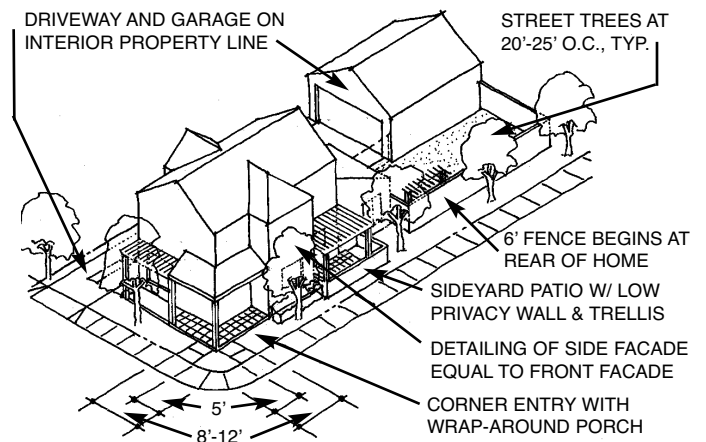 DRIVEWAY AND GARAGE ON
INTERIOR PROPERTY LINE
STREET TREES AT
20'-25' O.C., TYP.
6' FENCE BEGINS AT
REAR OF HOME
SIDEYARD PATIO W/ LOW
PRIVACY WALL & TRELLIS
DETAILING OF SIDE FACADE
EQUAL TO FRONT FACADE
CORNER ENTRY WITH
WRAP-AROUND PORCH
5'
8'-12'